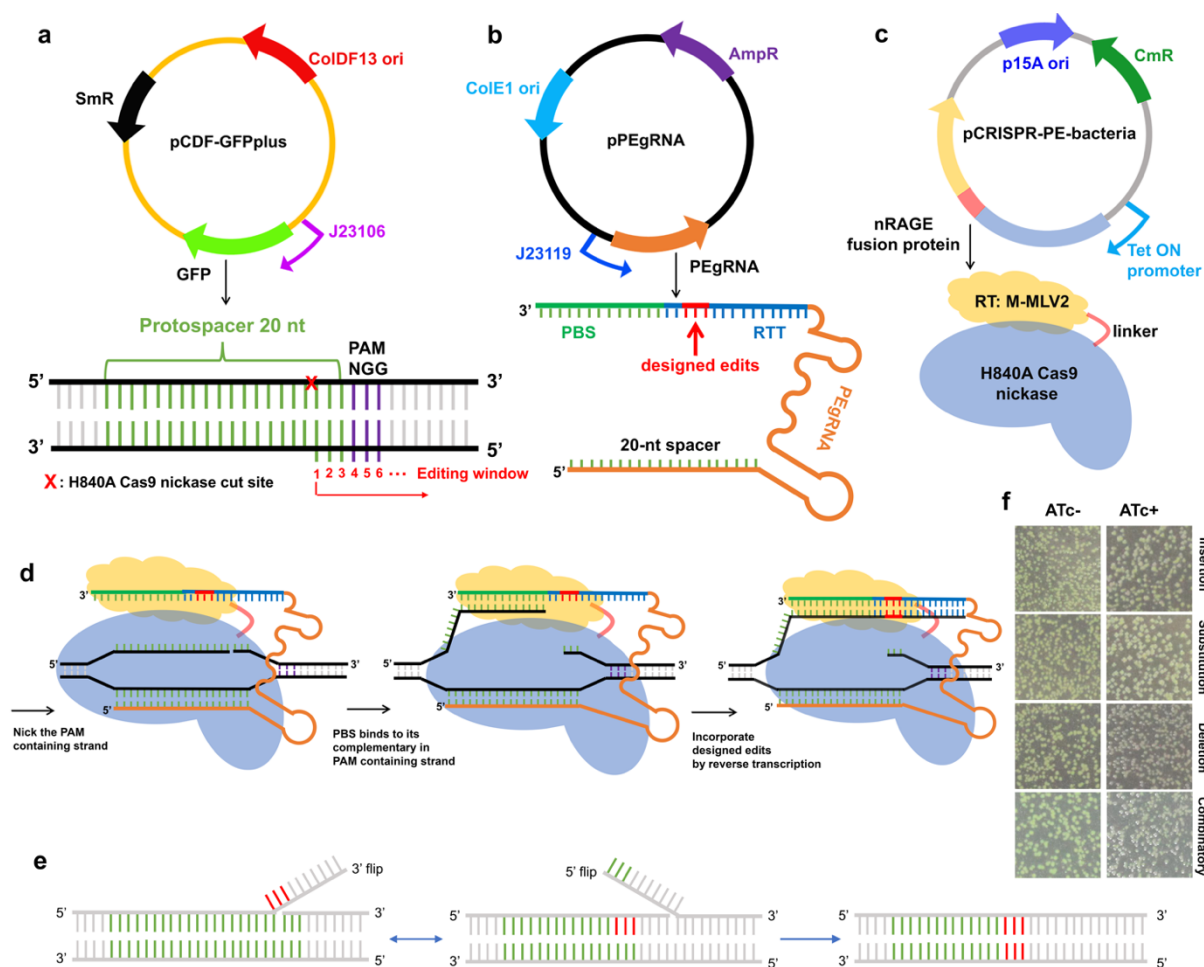 a
ColDF13 ori
SmR
pCDF-GFPplus
J23106
GFP
Protospacer 20 nt
PAM
NGG
5’
3’
3’
5’
1 2 3 4 5 6 ··· Editing window
X : H840A Cas9 nickase cut site
b
AmpR
ColE1 ori
pPEgRNA
J23119
PEgRNA
3’
PBS
RTT
designed edits
PEgRNA
20-nt spacer
5’
c
p15A ori
CmR
pCRISPR-PE-bacteria
nRAGE
fusion protein
Tet ON
promoter
RT: M-MLV2
linker
H840A Cas9
nickase
d
3’
5’
3’
5’
Nick the PAM
containing strand
3’
5’
3’
5’
PBS binds to its
complementary in
PAM containing strand
3’
5’
3’
5’
Incorporate
designed edits
by reverse transcription
e
3’ flip
5’
3’
3’
5’
5’ flip
5’
3’
3’
5’
5’
3’
3’
5’
f
ATc-
ATc+
Insertion
Substitution
Deletion
Combinatory